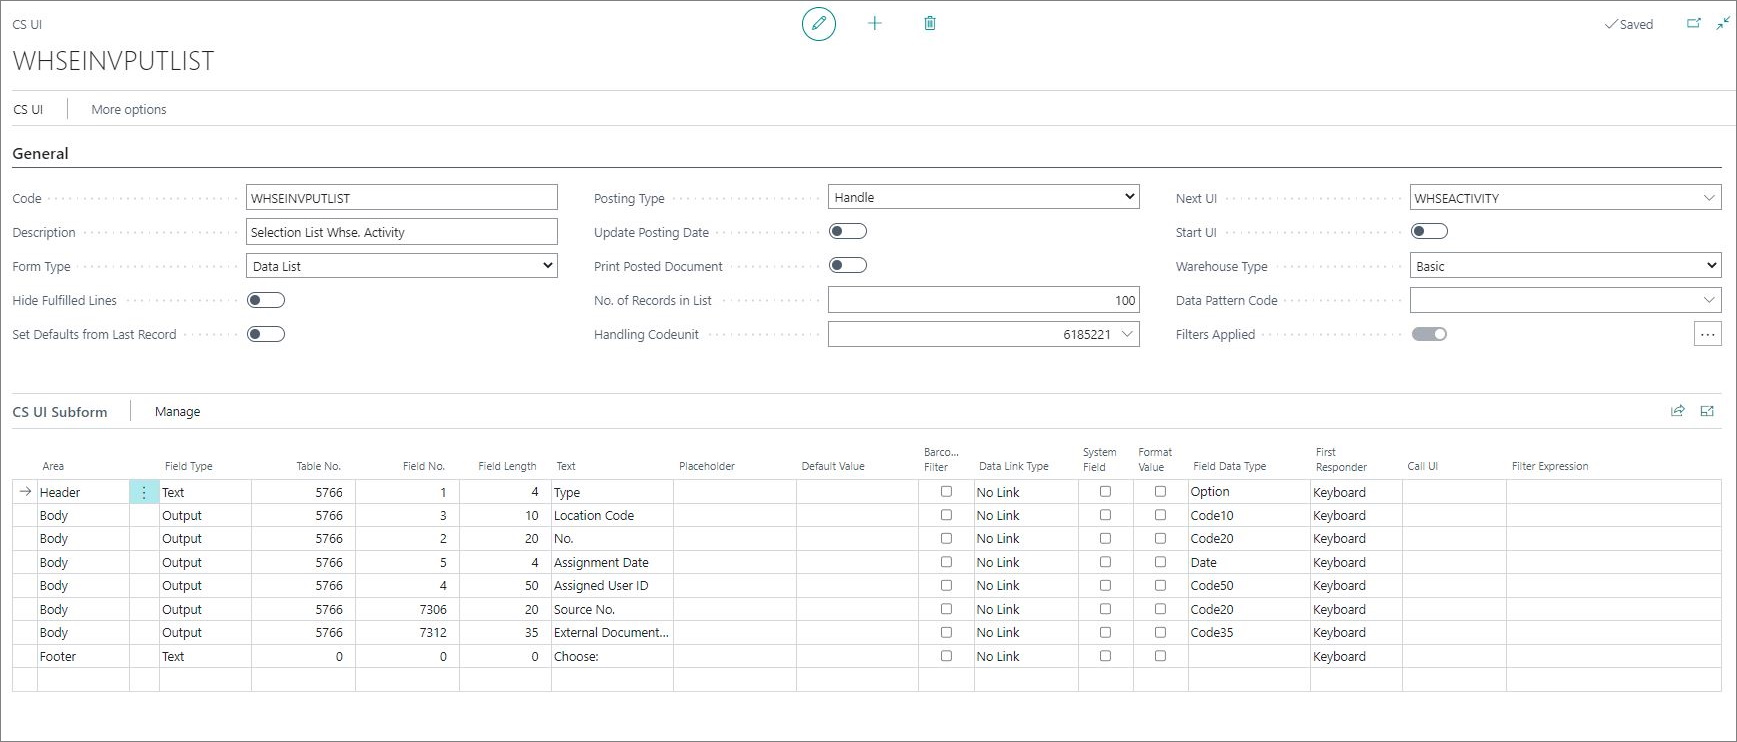 CS UI
Saved
WHSEINVPUTLIST
CS UI More options
General
Code WHSEINVPUTLIST Posting Type Handle Next UI WHSEACTIVITY
Description Selection List Whse. Activity Update Posting Date Start UI
Form Type Data List Print Posted Document Warehouse Type Basic
Hide Fulfilled Lines No. of Records in List 100 Data Pattern Code
Set Defaults from Last Record Handling Codeunit 6185221 Filters Applied ...
CS UI Subform Manage
Area Field Type Table No. Field No. Field Length Text Placeholder Default Value Barco... Filter Data Link Type System Field Format Value Field Data Type First Responder Call UI Filter Expression
Header Text 5766 1 4 Type No Link Option Keyboard
Body Output 5766 3 10 Location Code No Link Code10 Keyboard
Body Output 5766 2 20 No. No Link Code20 Keyboard
Body Output 5766 5 4 Assignment Date No Link Date Keyboard
Body Output 5766 4 50 Assigned User ID No Link Code50 Keyboard
Body Output 5766 7306 20 Source No. No Link Code20 Keyboard
Body Output 5766 7312 35 External Document... No Link Code35 Keyboard
Footer Text 0 0 0 Choose: No Link Keyboard